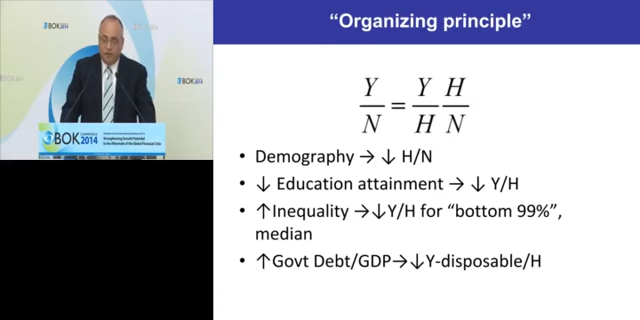 "Organizing principle"
Y/N = Y/H H/N
• Demography → ↓ H/N
• ↓ Education attainment → ↓ Y/H
• ↑Inequality →↓Y/H for "bottom 99%",
median
• ↑Govt Debt/GDP→↓Y-disposable/H
BOK
BOK
BOK
2014
Strengthening Growth Potential
in the Aftermath of the Global Financial Crisis